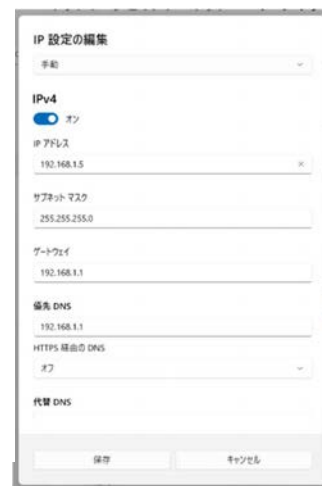 IP 設定の編集
手動
IPv4
オン
IP アドレス
192.168.1.5
サブネット マスク
255.255.255.0
ゲートウェイ
192.168.1.1
優先 DNS
192.168.1.1
HTTPS 経由の DNS
オフ
代替 DNS
保存
キャンセル